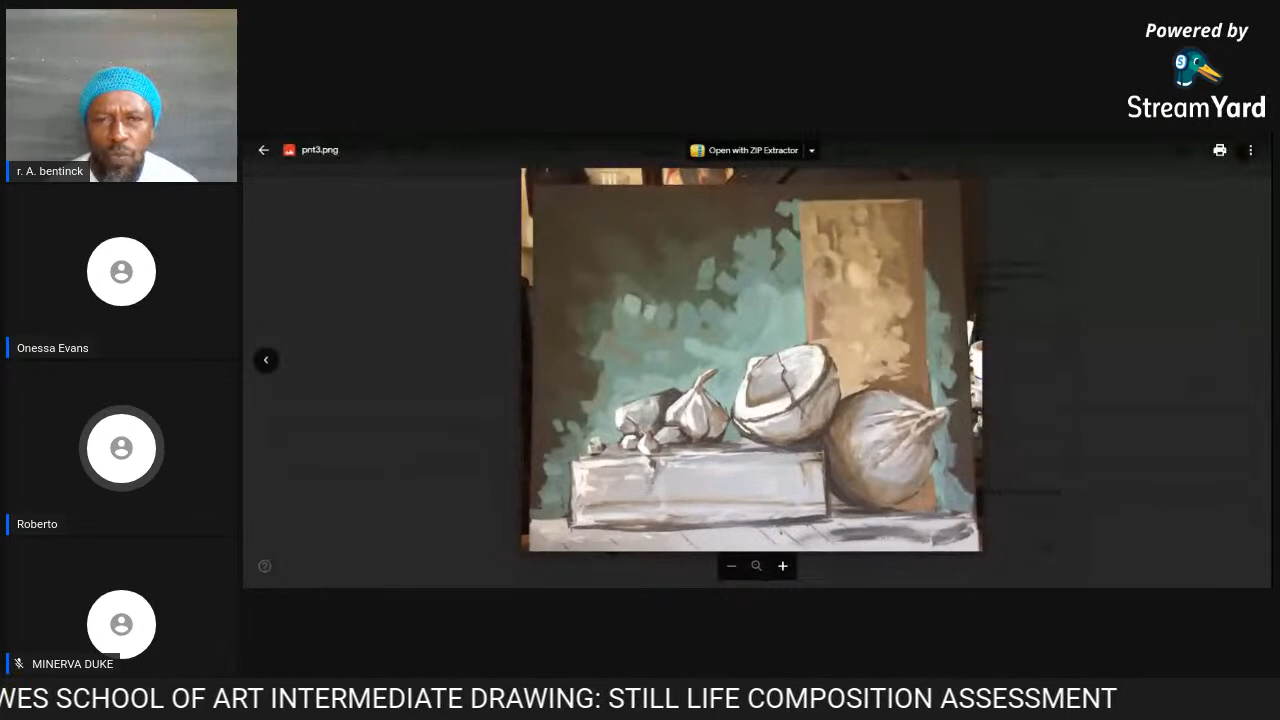 Powered by
StreamYard
pnt3.png
Open with ZIP Extractor
r. A. bentinck
Onessa Evans
Roberto
MINERVA DUKE
WES SCHOOL OF ART INTERMEDIATE DRAWING: STILL LIFE COMPOSITION ASSESSMENT